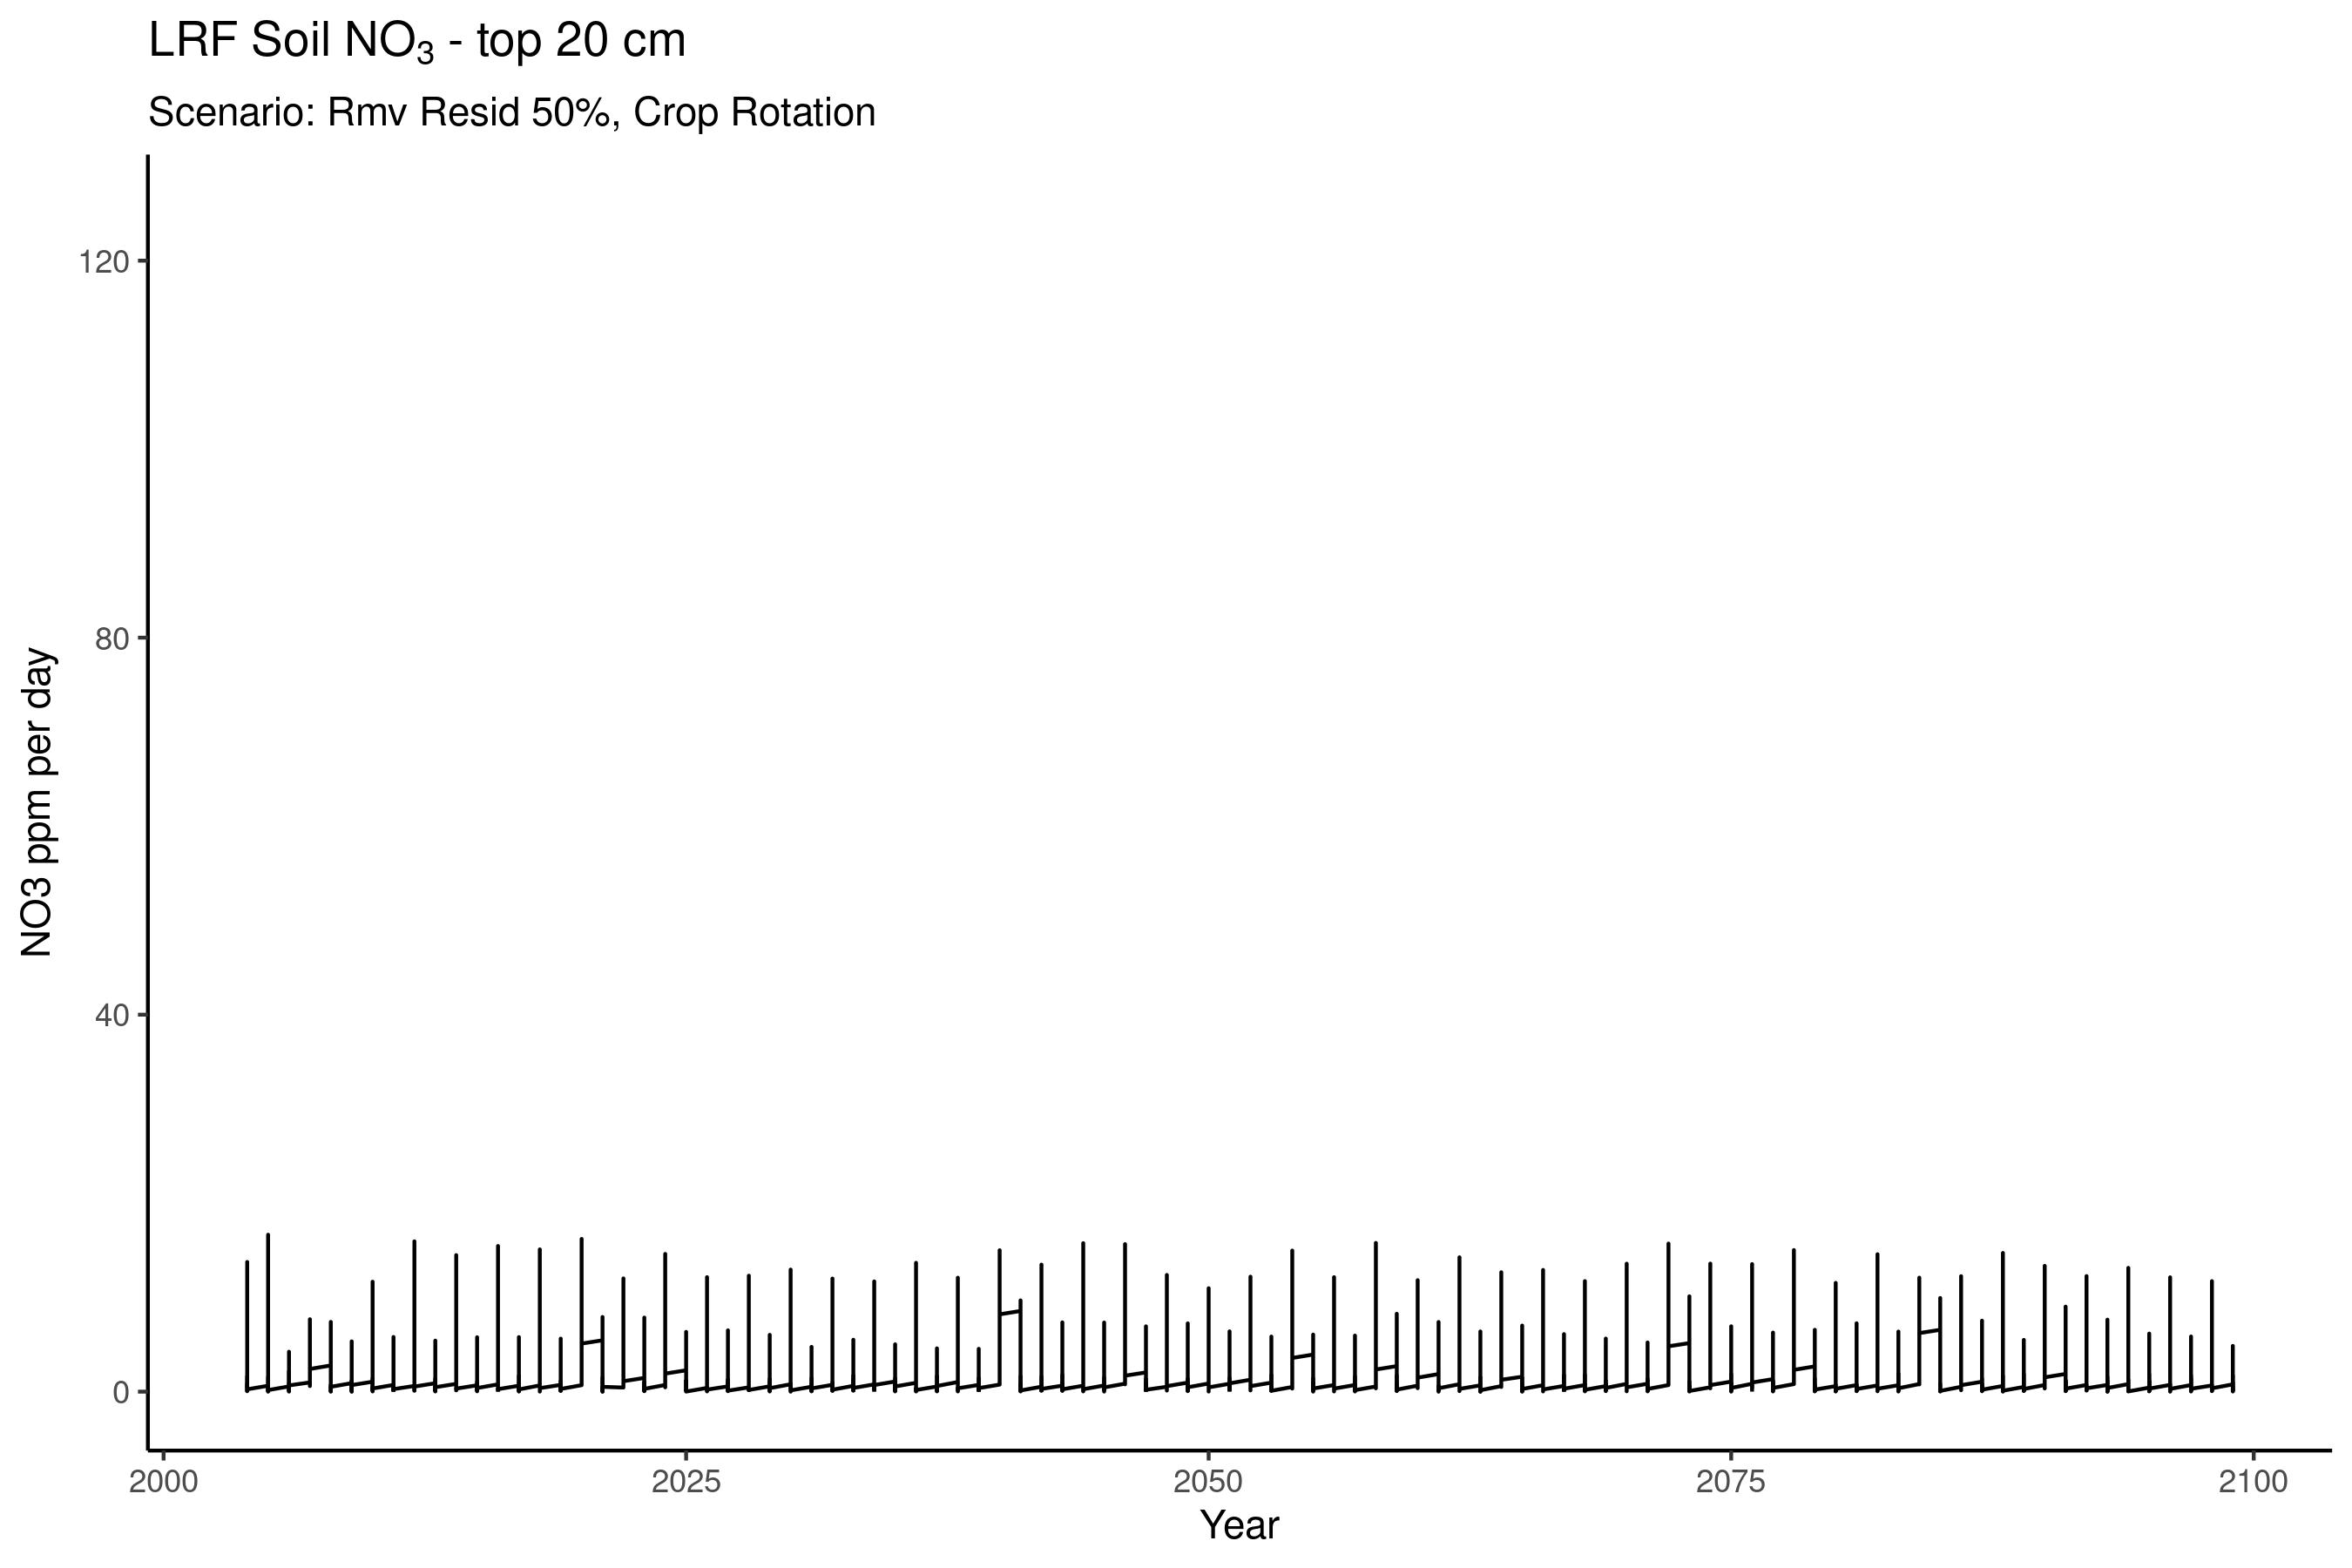 LRF Soil NO₃ - top 20 cm
Scenario: Rmv Resid 50%, Crop Rotation
NO3 ppm per day
120
80
40
0
2000 2025 2050 2075 2100
Year